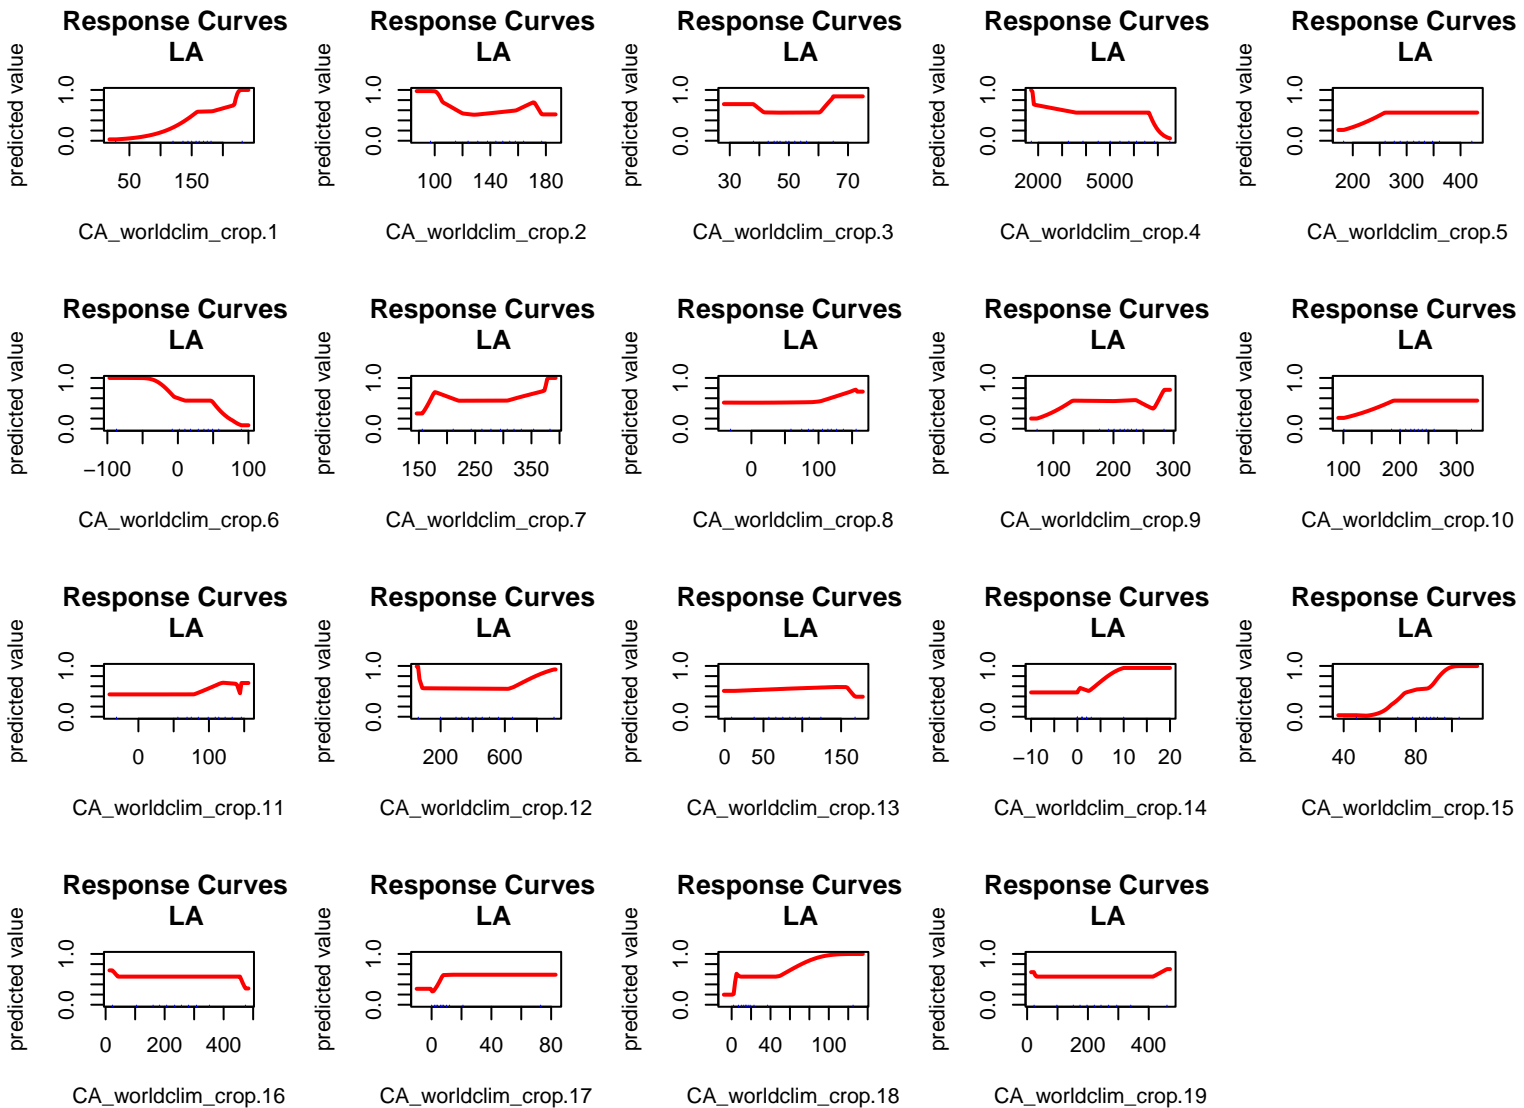 Response Curves
LA
predicted value
0.0 1.0
50 150
CA_worldclim_crop.1
Response Curves
LA
predicted value
0.0 1.0
100 140 180
CA_worldclim_crop.2
Response Curves
LA
predicted value
0.0 1.0
30 50 70
CA_worldclim_crop.3
Response Curves
LA
predicted value
0.0 1.0
2000 5000
CA_worldclim_crop.4
Response Curves
LA
predicted value
0.0 1.0
200 300 400
CA_worldclim_crop.5
Response Curves
LA
predicted value
0.0 1.0
−100 0 100
CA_worldclim_crop.6
Response Curves
LA
predicted value
0.0 1.0
150 250 350
CA_worldclim_crop.7
Response Curves
LA
predicted value
0.0 1.0
0 100
CA_worldclim_crop.8
Response Curves
LA
predicted value
0.0 1.0
100 200 300
CA_worldclim_crop.9
Response Curves
LA
predicted value
0.0 1.0
100 200 300
CA_worldclim_crop.10
Response Curves
LA
predicted value
0.0 1.0
0 100
CA_worldclim_crop.11
Response Curves
LA
predicted value
0.0 1.0
200 600
CA_worldclim_crop.12
Response Curves
LA
predicted value
0.0 1.0
0 50 150
CA_worldclim_crop.13
Response Curves
LA
predicted value
0.0 1.0
−10 0 10 20
CA_worldclim_crop.14
Response Curves
LA
predicted value
0.0 1.0
40 80
CA_worldclim_crop.15
Response Curves
LA
predicted value
0.0 1.0
0 200 400
CA_worldclim_crop.16
Response Curves
LA
predicted value
0.0 1.0
0 40 80
CA_worldclim_crop.17
Response Curves
LA
predicted value
0.0 1.0
0 40 100
CA_worldclim_crop.18
Response Curves
LA
predicted value
0.0 1.0
0 200 400
CA_worldclim_crop.19